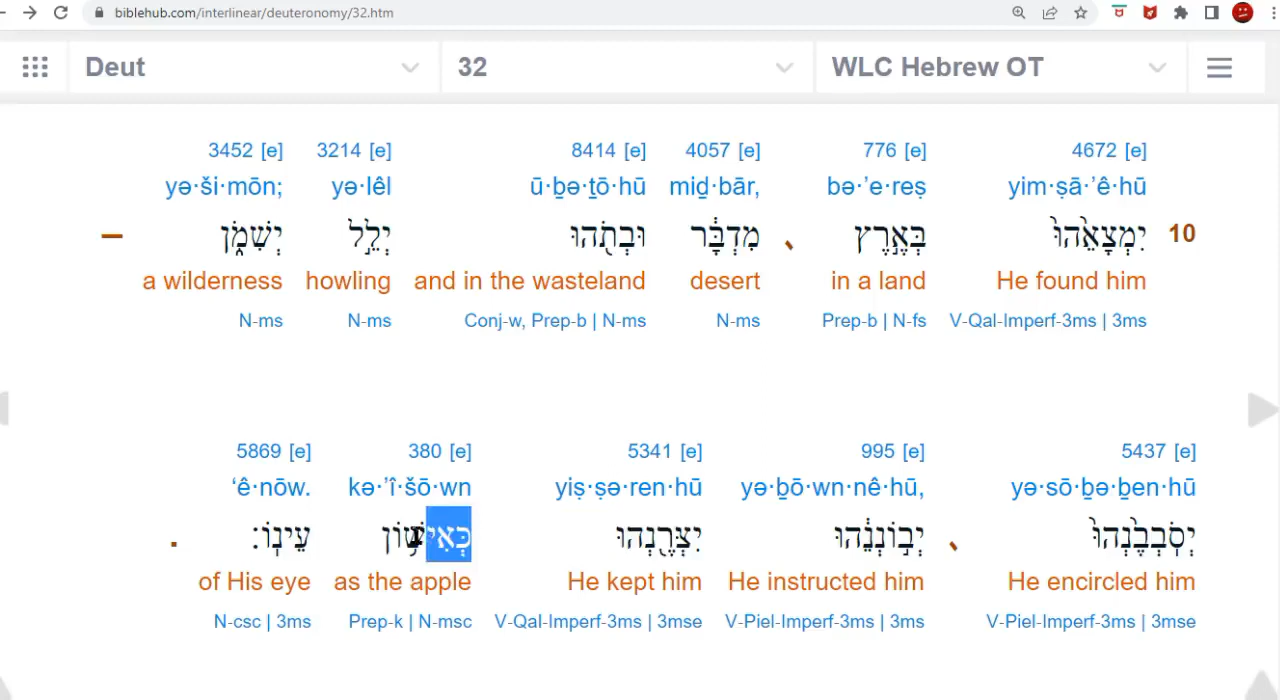 biblehub.com/interlinear/deuteronomy/32.htm
Deut 32 WLC Hebrew OT
3452 [e] 3214 [e] 8414 [e] 4057 [e] 776 [e] 4672 [e]
yə·ši·mōn; yə·lêl ū·ḇə·ṯō·hū miḏ·bār, bə·’e·reṣ yim·ṣā·’ê·hū
10 יִמְצָאֵ֙הוּ֙ בְּאֶ֣רֶץ 、 מִדְבָּ֔ר וּבְתֹ֖הוּ יְלֵ֣ל יְשִׁמֹ֑ן –
a wilderness howling and in the wasteland desert in a land He found him
N-ms N-ms Conj-w, Prep-b | N-ms N-ms Prep-b | N-fs V-Qal-Imperf-3ms | 3ms
5869 [e] 380 [e] 5341 [e] 995 [e] 5437 [e]
‘ê·nōw. kə·’î·šō·wn yiṣ·ṣə·ren·hū yə·ḇō·wn·nê·hū, yə·sō·ḇə·ḇen·hū
יְסֹֽבְבֶ֙נְהוּ֙ 、 יְב֣וֹנְנֵ֔הוּ יִצְּרֶ֖נְהוּ כְּאִישׁ֥וֹן עֵינֽוֹ׃ .
of His eye as the apple He kept him He instructed him He encircled him
N-csc | 3ms Prep-k | N-msc V-Qal-Imperf-3ms | 3mse V-Piel-Imperf-3ms | 3ms V-Piel-Imperf-3ms | 3mse